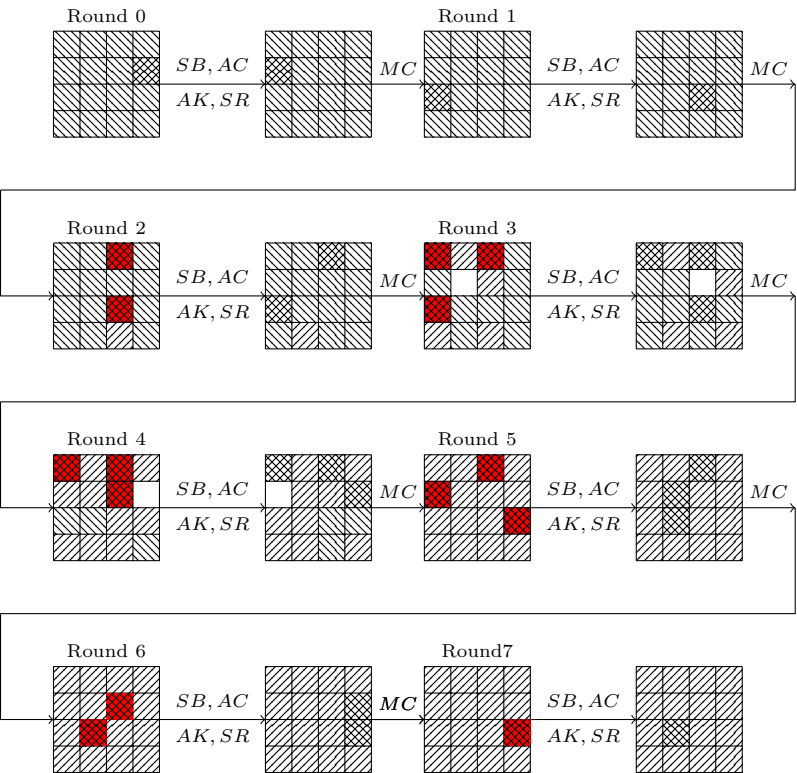 Round 0 Round 1
SB, AC MC SB, AC MC
AK, SR AK, SR
Round 2 Round 3
SB, AC MC SB, AC MC
AK, SR AK, SR
Round 4 Round 5
SB, AC MC SB, AC MC
AK, SR AK, SR
Round 6 Round7
SB, AC MC SB, AC
AK, SR AK, SR